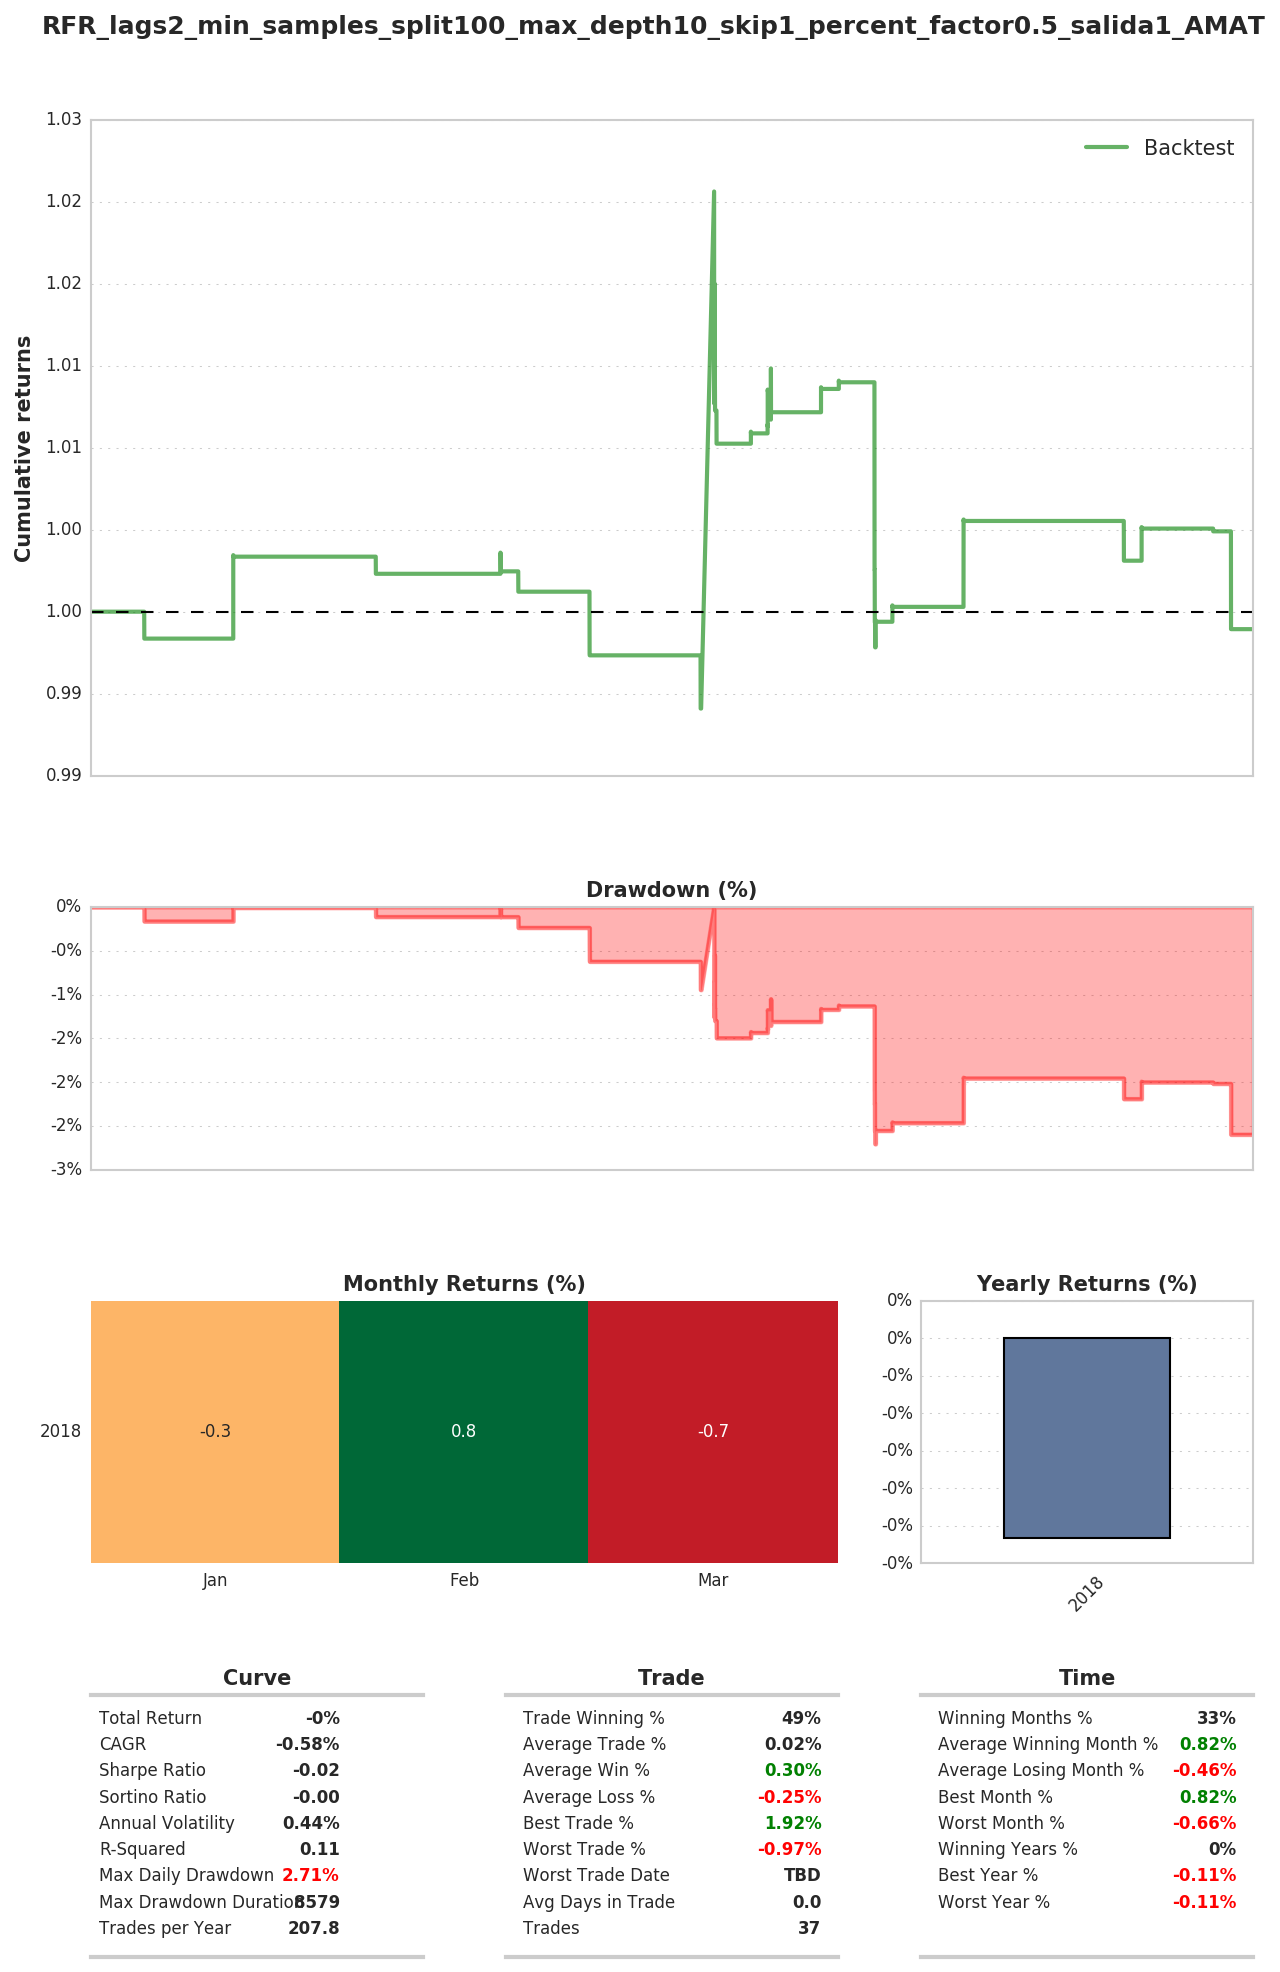 RFR_lags2_min_samples_split100_max_depth10_skip1_percent_factor0.5_salida1_AMAT
1.03
Backtest
1.02
1.02
1.01
1.01
1.00
1.00
0.99
0.99
Cumulative returns
Drawdown (%)
0%
-0%
-1%
-2%
-2%
-2%
-3%
Monthly Returns (%)
2018
-0.3
0.8
-0.7
Jan
Feb
Mar
Yearly Returns (%)
0%
0%
-0%
-0%
-0%
-0%
-0%
-0%
2018
Curve
Total Return -0%
CAGR -0.58%
Sharpe Ratio -0.02
Sortino Ratio -0.00
Annual Volatility 0.44%
R-Squared 0.11
Max Daily Drawdown 2.71%
Max Drawdown Duration 8579
Trades per Year 207.8
Trade
Trade Winning % 49%
Average Trade % 0.02%
Average Win % 0.30%
Average Loss % -0.25%
Best Trade % 1.92%
Worst Trade % -0.97%
Worst Trade Date TBD
Avg Days in Trade 0.0
Trades 37
Time
Winning Months % 33%
Average Winning Month % 0.82%
Average Losing Month % -0.46%
Best Month % 0.82%
Worst Month % -0.66%
Winning Years % 0%
Best Year % -0.11%
Worst Year % -0.11%